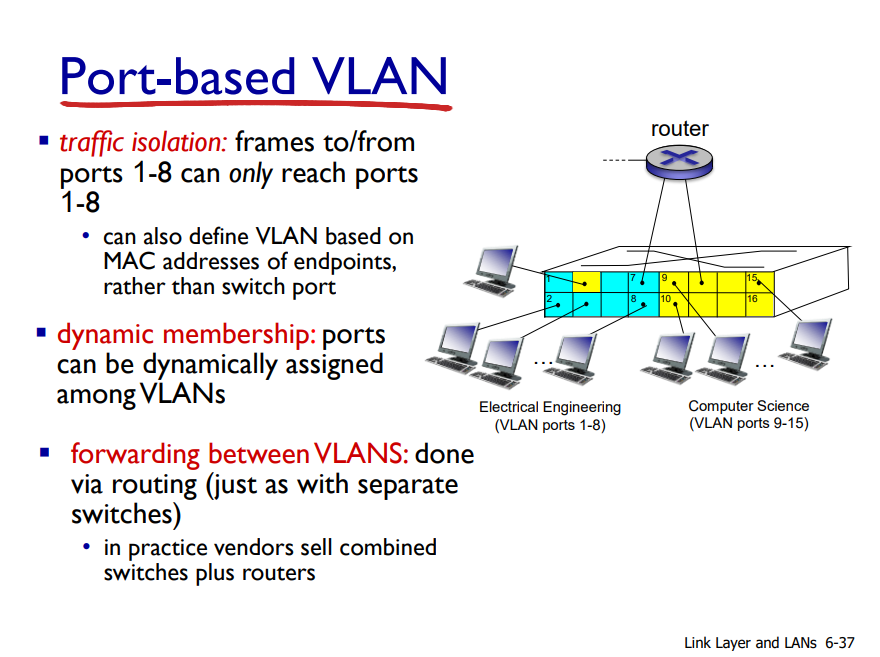 Port-based VLAN
▪ traffic isolation: frames to/from
ports 1-8 can only reach ports
1-8
• can also define VLAN based on
MAC addresses of endpoints,
rather than switch port
▪ dynamic membership: ports
can be dynamically assigned
among VLANs
▪ forwarding between VLANS: done
via routing (just as with separate
switches)
• in practice vendors sell combined
switches plus routers
router
1 7 9 15
2 8 10 16
... ...
Electrical Engineering
(VLAN ports 1-8)
Computer Science
(VLAN ports 9-15)
Link Layer and LANs 6-37